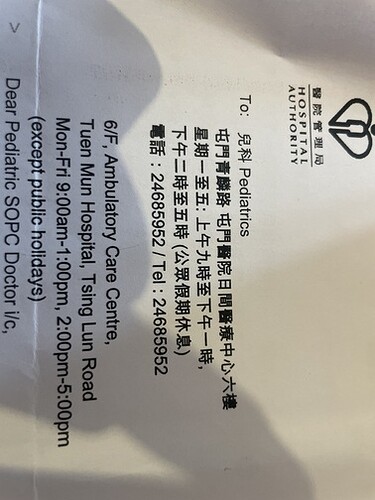 醫院管理局
HOSPITAL
AUTHORITY
To: 兒科 Pediatrics
屯門青聯路 屯門醫院日間醫療中心六樓
星期一至五: 上午九時至下午一時,
下午二時至五時 (公眾假期休息)
電話 : 24685952 / Tel : 24685952
6/F, Ambulatory Care Centre,
Tuen Mun Hospital, Tsing Lun Road
Mon-Fri 9:00am-1:00pm, 2:00pm-5:00pm
(except public holidays)
Dear Pediatric SOPC Doctor i/c,
>